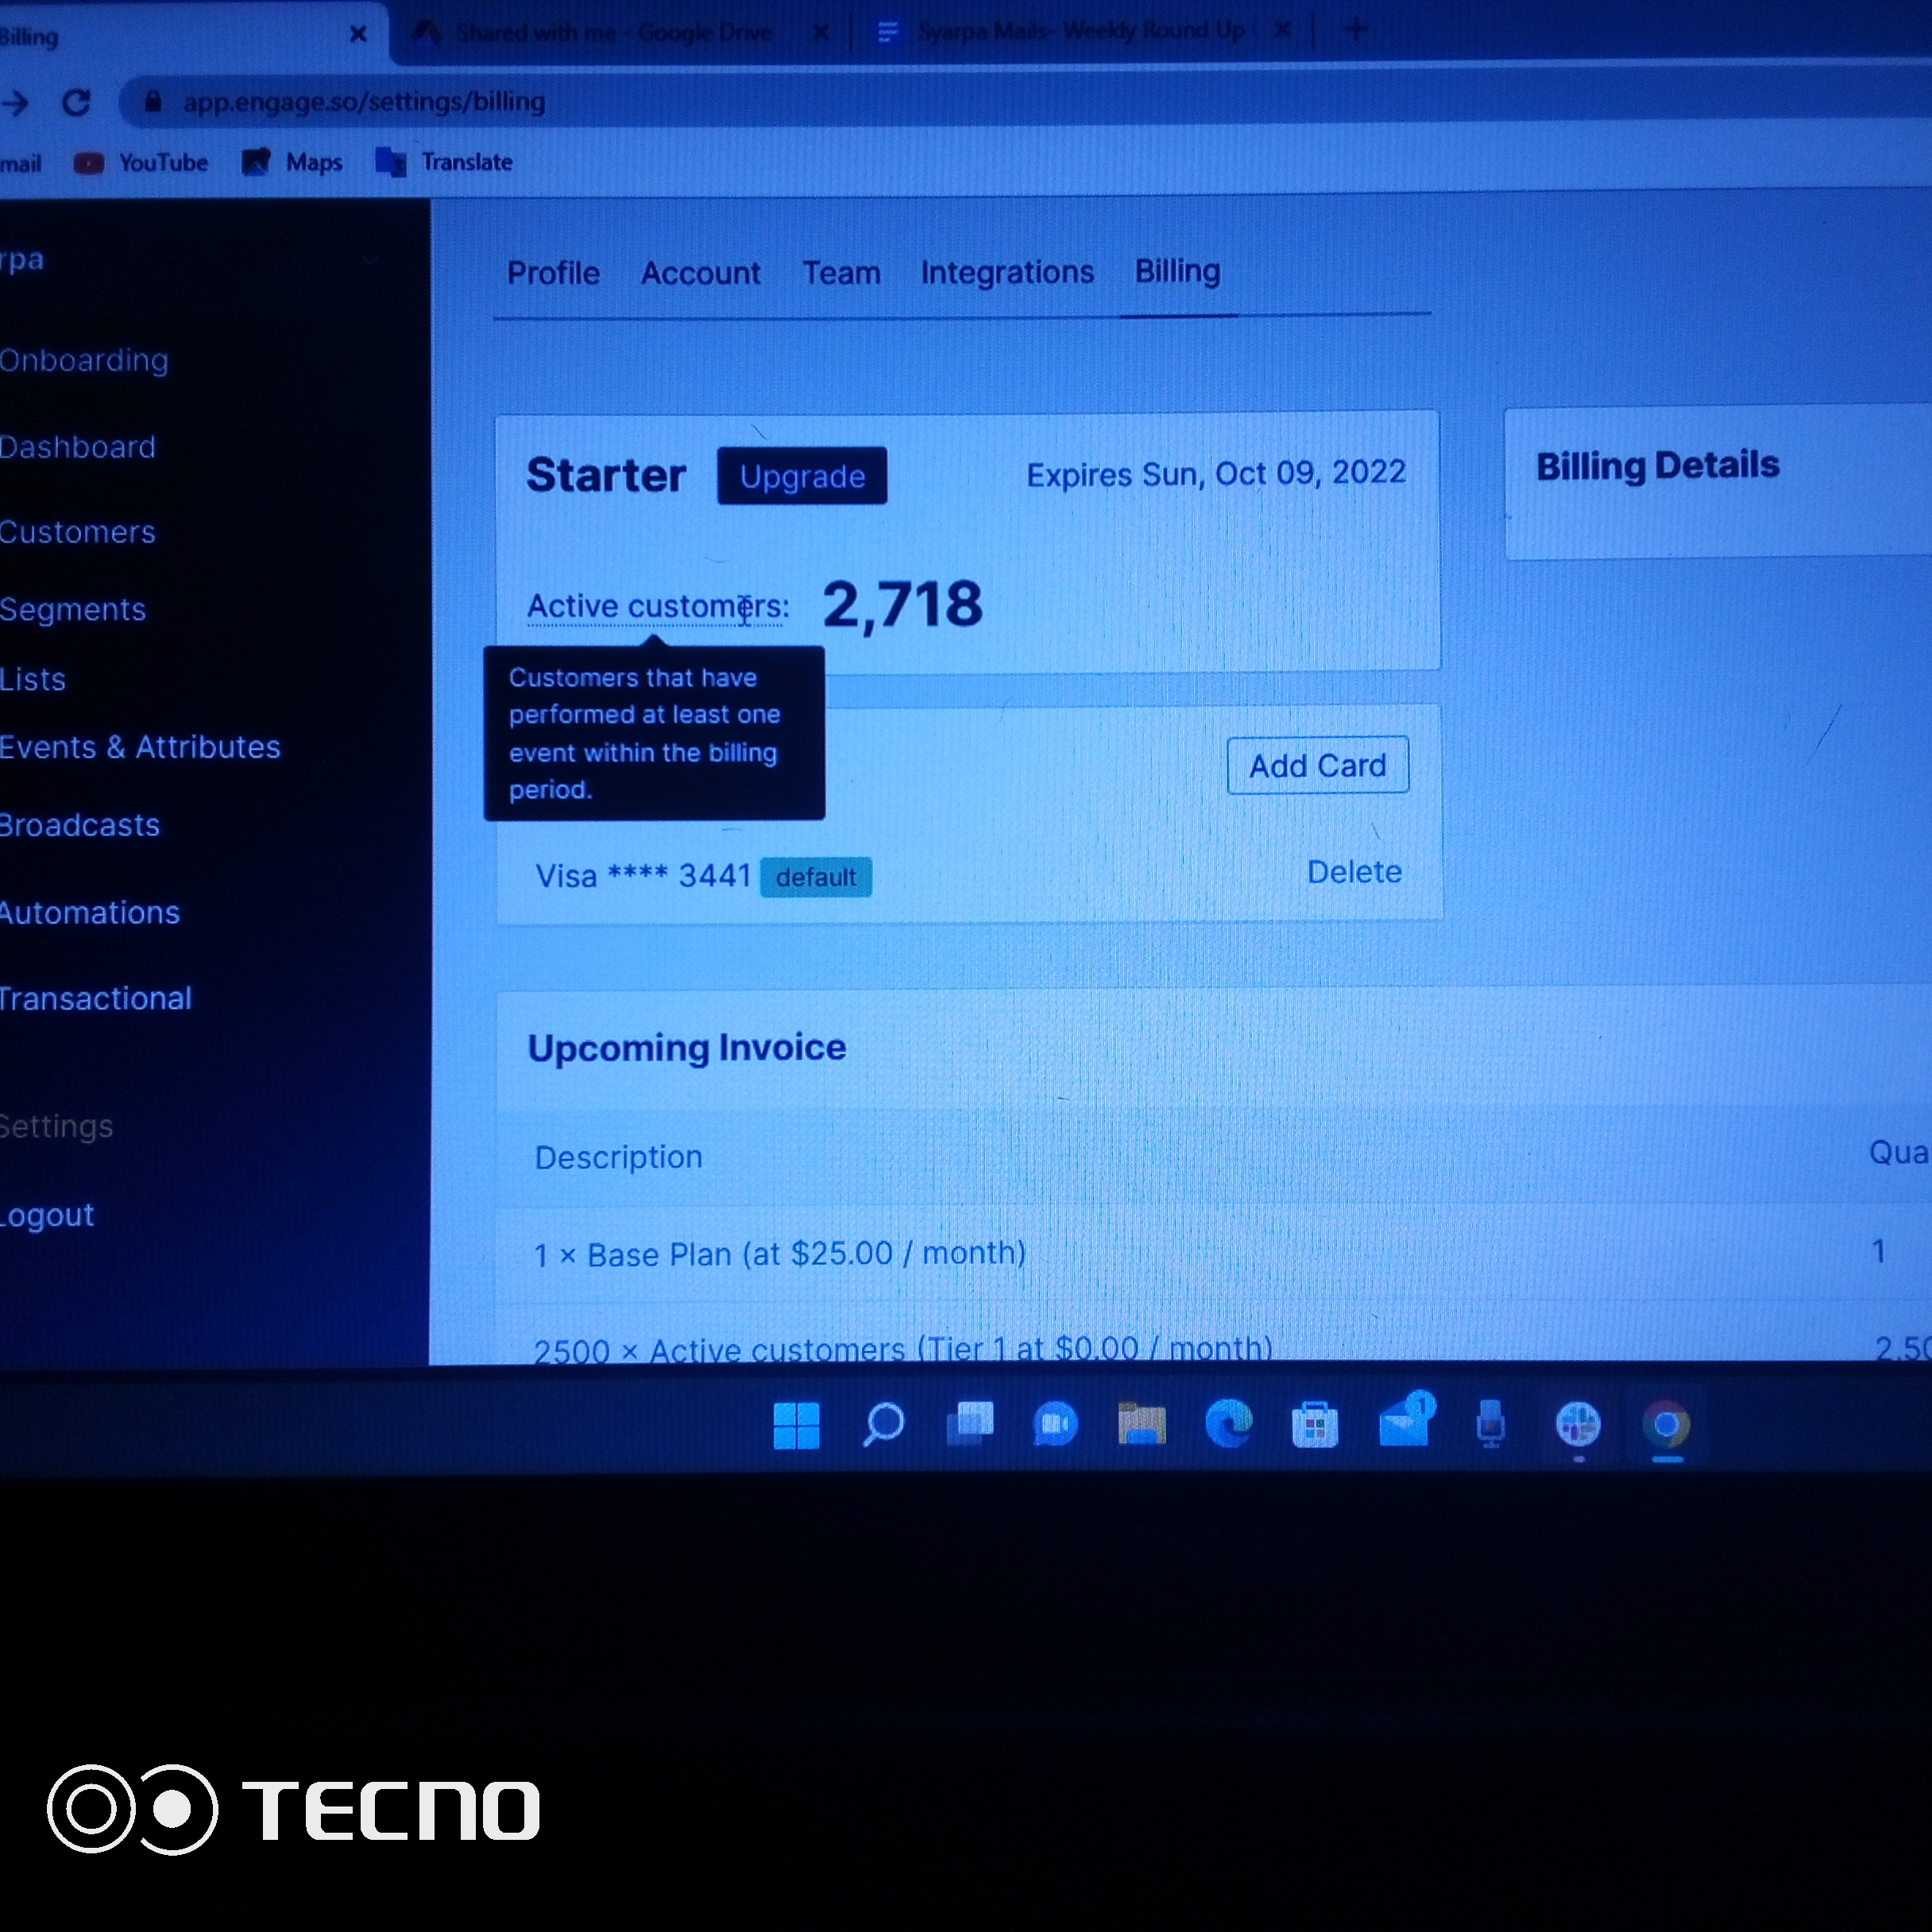 Billing
Shared with me - Google Drive
Syarpa Mails- Weekly Round Up
app.engage.so/settings/billing
mail
YouTube
Maps
Translate
rpa
Onboarding
Dashboard
Customers
Segments
Lists
Events & Attributes
Broadcasts
Automations
Transactional
Settings
Logout
Profile
Account
Team
Integrations
Billing
Starter
Upgrade
Expires Sun, Oct 09, 2022
Active customers: 2,718
Customers that have
performed at least one
event within the billing
period.
Add Card
Visa **** 3441 default
Delete
Billing Details
Upcoming Invoice
Description
Qua
1 × Base Plan (at $25.00 / month)
1
2500 × Active customers (Tier 1 at $0.00 / month)
2,50
1
TECNO